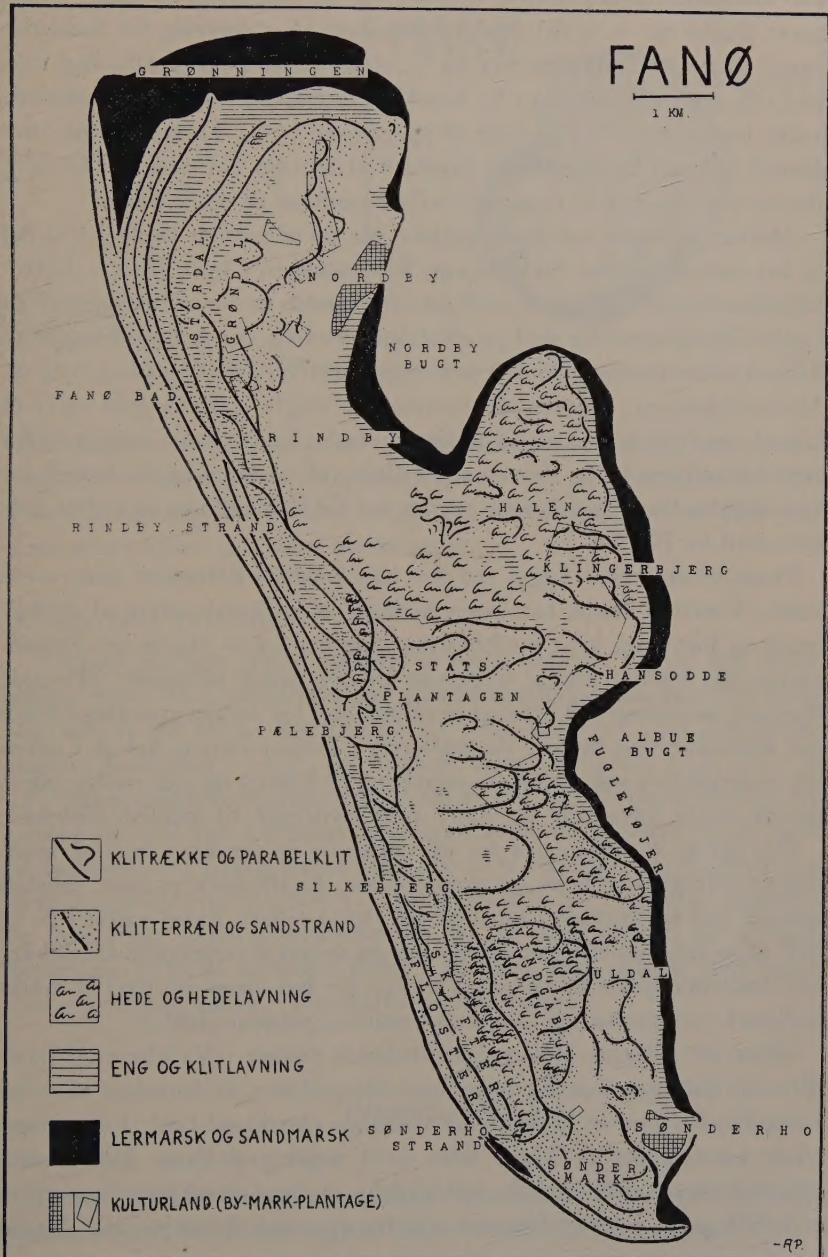 FANØ
1 KM.
GRØNNINGEN
STORDAL
GRØNDAL
NORDBY
NORDBY
BUGT
FANØ BAD
RINDBY
RINDBY STRAND
HALEN
KLINGERBJERG
STATS
PLANTAGEN
HANSODDE
PÆLEBJERG
ALBUE
BUGT
FUGLEKØJER
SILKEBJERG
ULDAL
SKIFTER
FLOSTER
SØNDERHO
STRAND
SØNDERHO
SØNDER
MARK
KLITRÆKKE OG PARABELKLIT
KLITTERRÆN OG SANDSTRAND
HEDE OG HEDELAVNING
ENG OG KLITLAVNING
LERMARSK OG SANDMARSK
KULTURLAND (BY-MARK-PLANTAGE)
-RP.